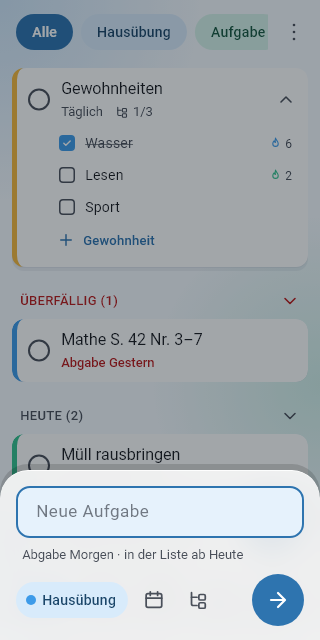 Alle Hausübung Aufgabe
Gewohnheiten
Täglich 1/3
Wasser 6
Lesen 2
Sport
Gewohnheit
ÜBERFÄLLIG (1)
Mathe S. 42 Nr. 3–7
Abgabe Gestern
HEUTE (2)
Müll rausbringen
Neue Aufgabe
Abgabe Morgen · in der Liste ab Heute
Hausübung